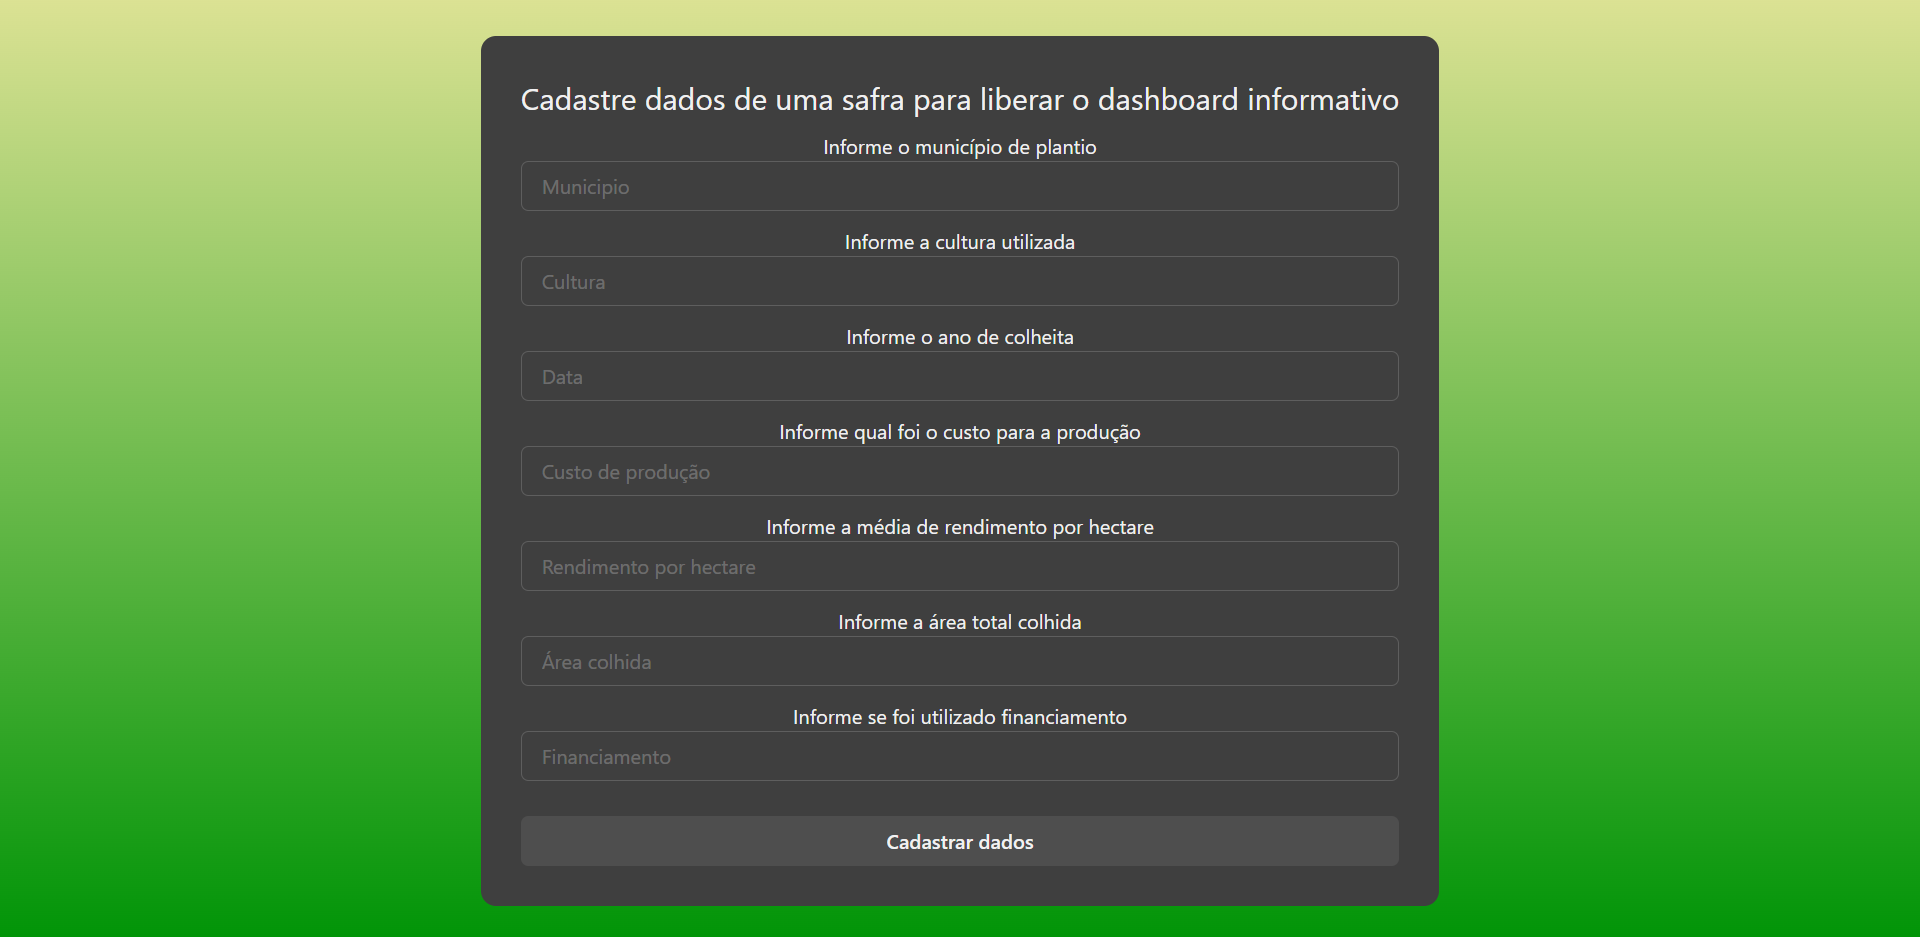 Cadastre dados de uma safra para liberar o dashboard informativo
Informe o município de plantio
Municipio
Informe a cultura utilizada
Cultura
Informe o ano de colheita
Data
Informe qual foi o custo para a produção
Custo de produção
Informe a média de rendimento por hectare
Rendimento por hectare
Informe a área total colhida
Área colhida
Informe se foi utilizado financiamento
Financiamento
Cadastrar dados